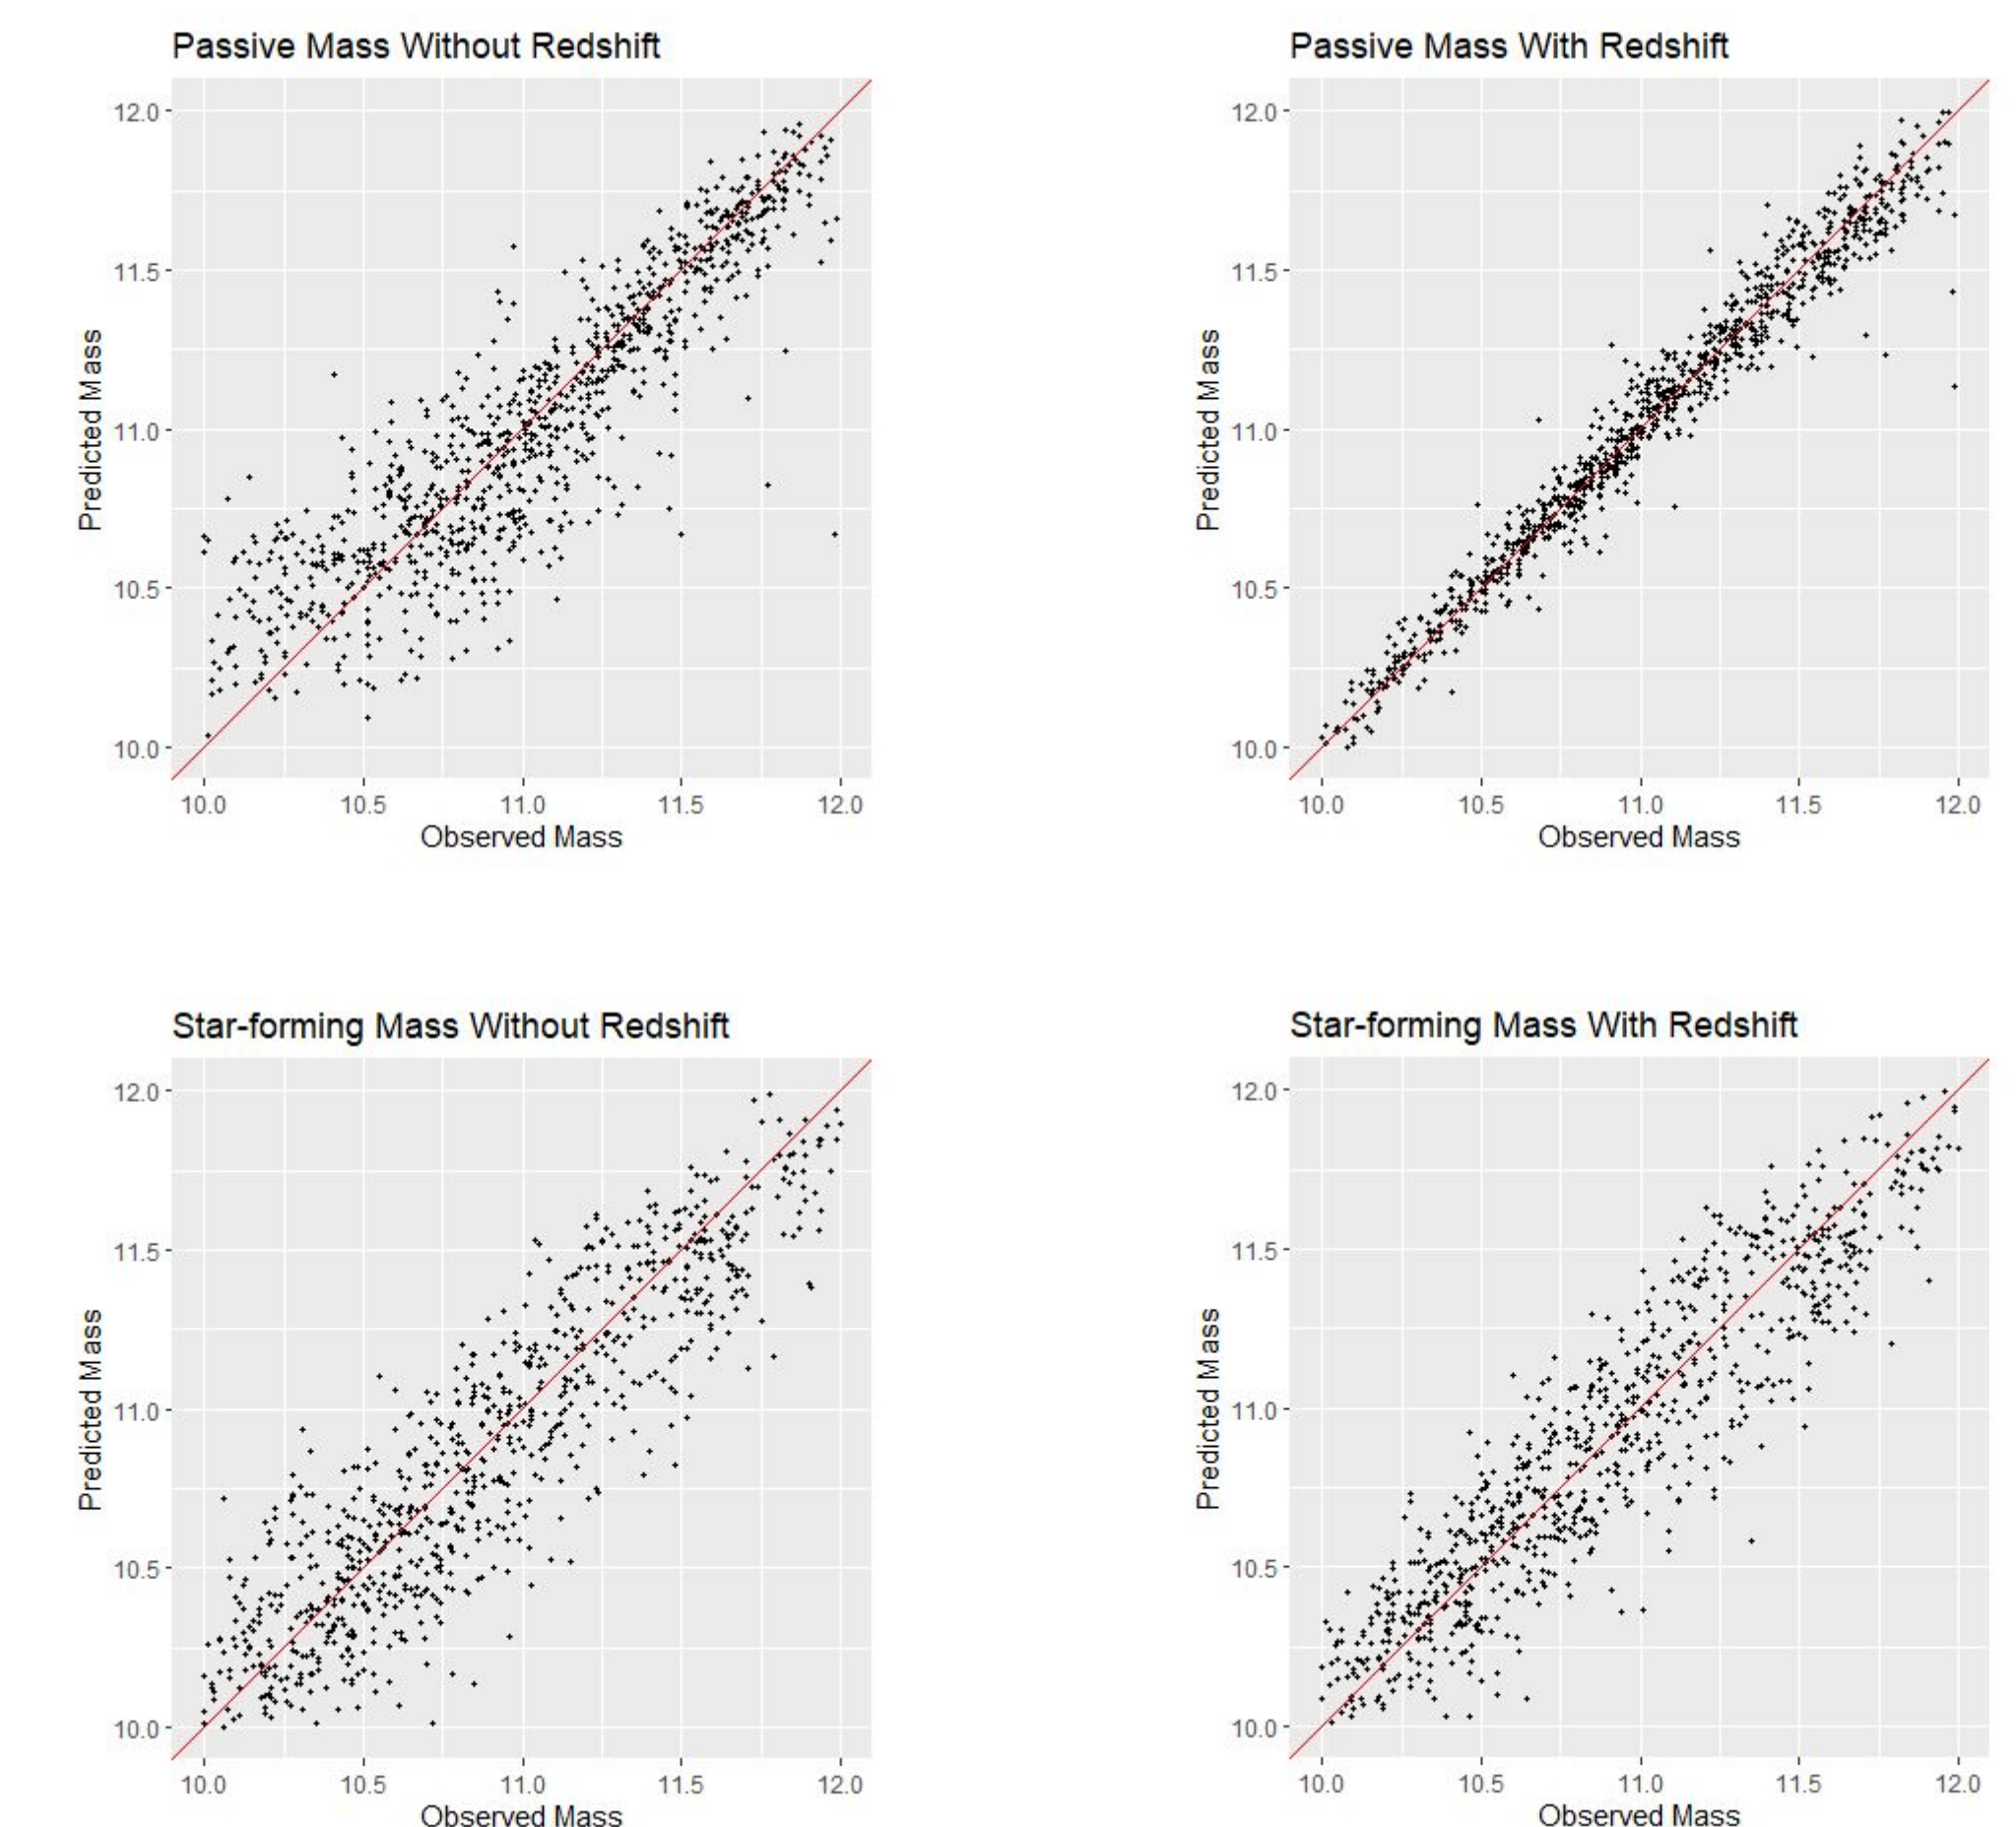 Passive Mass Without Redshift
12.0
11.5
11.0
10.5
10.0
Predicted Mass
10.0 10.5 11.0 11.5 12.0
Observed Mass
Passive Mass With Redshift
12.0
11.5
11.0
10.5
10.0
Predicted Mass
10.0 10.5 11.0 11.5 12.0
Observed Mass
Star-forming Mass Without Redshift
12.0
11.5
11.0
10.5
10.0
Predicted Mass
10.0 10.5 11.0 11.5 12.0
Observed Mass
Star-forming Mass With Redshift
12.0
11.5
11.0
10.5
10.0
Predicted Mass
10.0 10.5 11.0 11.5 12.0
Observed Mass